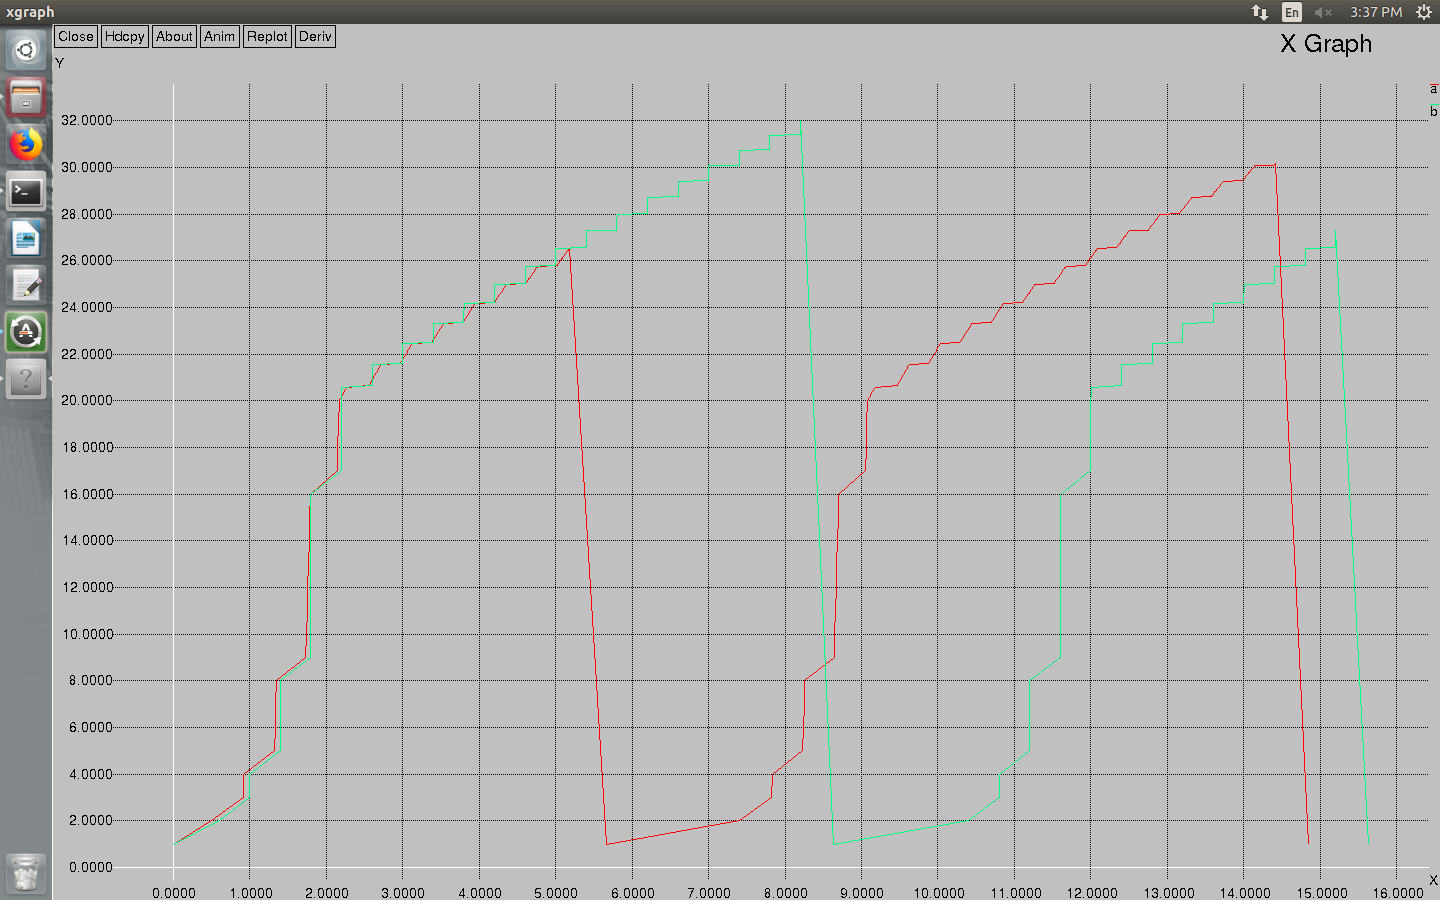 xgraph
En
3:37 PM
Close Hdcpy About Anim Replot Deriv
X Graph
Y
a
b
32.0000
30.0000
28.0000
26.0000
24.0000
22.0000
20.0000
18.0000
16.0000
14.0000
12.0000
10.0000
8.0000
6.0000
4.0000
2.0000
0.0000
X
0.0000 1.0000 2.0000 3.0000 4.0000 5.0000 6.0000 7.0000 8.0000 9.0000 10.0000 11.0000 12.0000 13.0000 14.0000 15.0000 16.0000